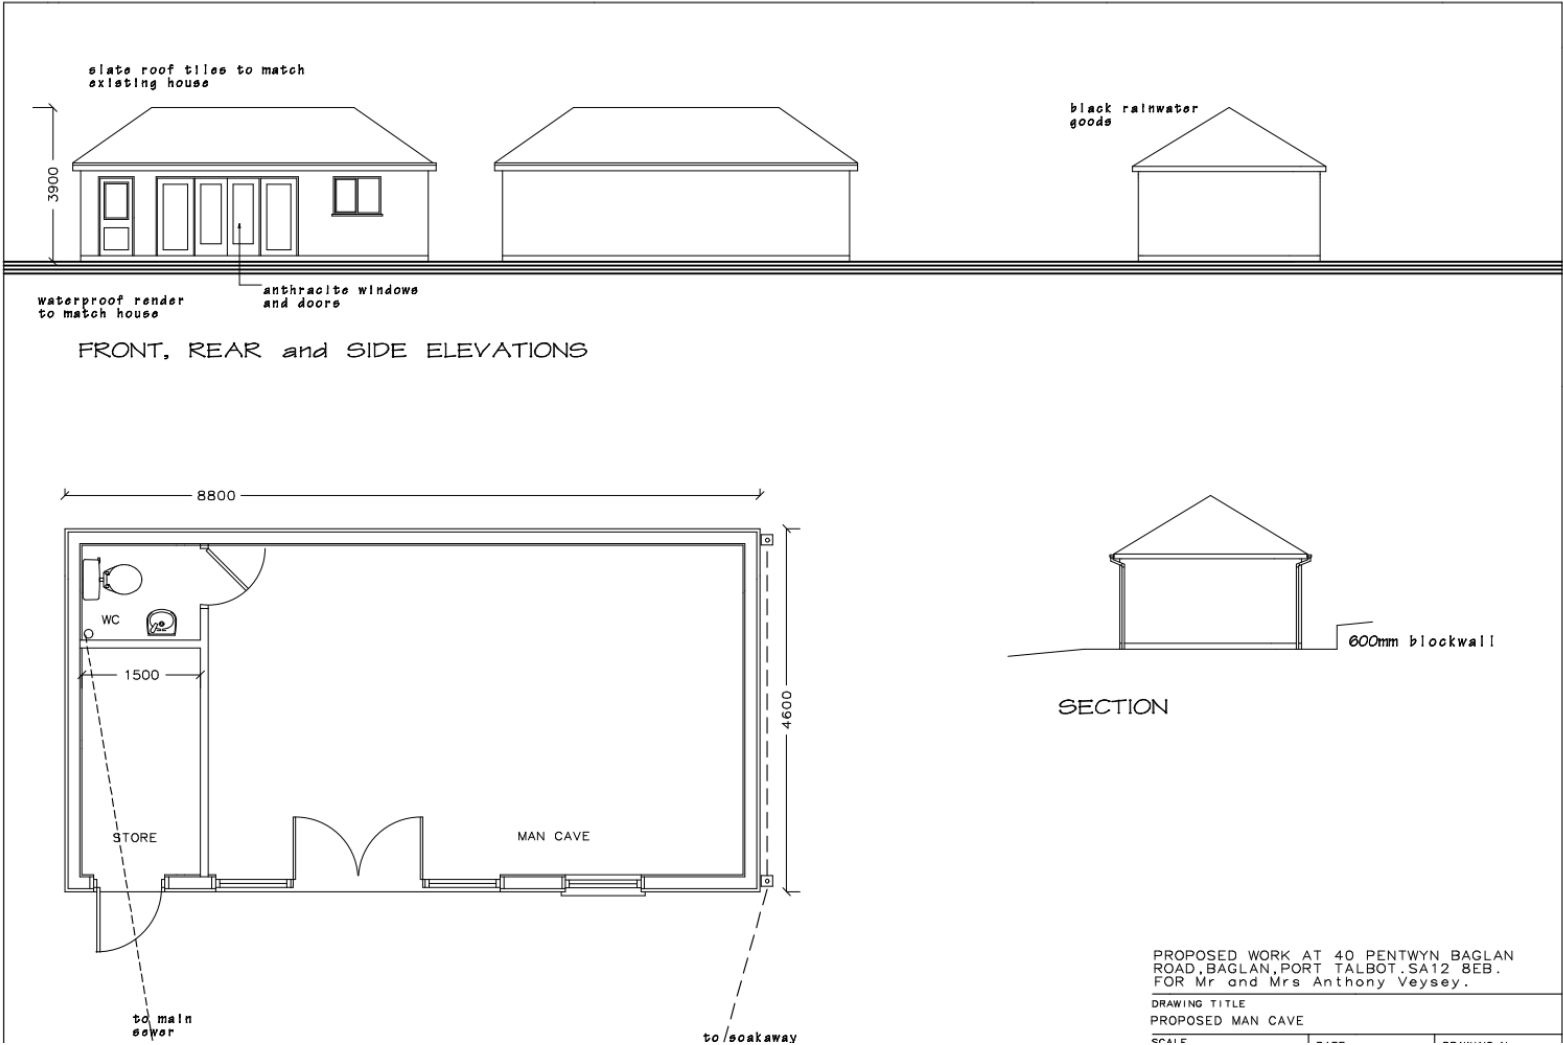 slate roof tiles to match
existing house
black rainwater
goods
3900
anthracite windows
and doors
waterproof render
to match house
FRONT, REAR and SIDE ELEVATIONS
8800
WC
1500
4600
600mm blockwall
SECTION
STORE
MAN CAVE
to main
sewer
to soakaway
PROPOSED WORK AT 40 PENTWYN BAGLAN
ROAD,BAGLAN,PORT TALBOT.SA12 8EB.
FOR Mr and Mrs Anthony Veysey.
DRAWING TITLE
PROPOSED MAN CAVE
SCALE